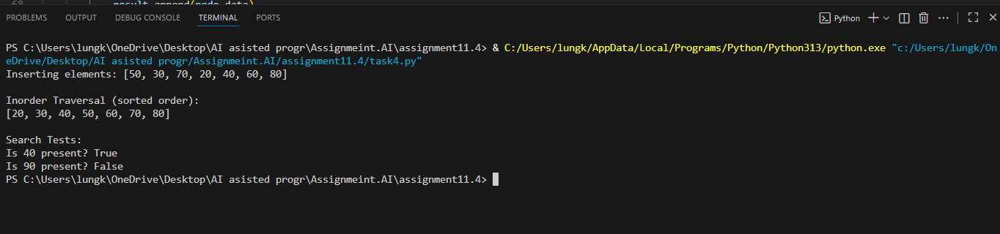 68 result.append(node.data)
PROBLEMS OUTPUT DEBUG CONSOLE TERMINAL PORTS Python
PS C:\Users\lungk\OneDrive\Desktop\AI asisted progr\Assignmeint.AI\assignment11.4> & C:/Users/lungk/AppData/Local/Programs/Python/Python313/python.exe "c:/Users/lungk/On
eDrive/Desktop/AI asisted progr/Assignmeint.AI/assignment11.4/task4.py"
Inserting elements: [50, 30, 70, 20, 40, 60, 80]
Inorder Traversal (sorted order):
[20, 30, 40, 50, 60, 70, 80]
Search Tests:
Is 40 present? True
Is 90 present? False
PS C:\Users\lungk\OneDrive\Desktop\AI asisted progr\Assignmeint.AI\assignment11.4>